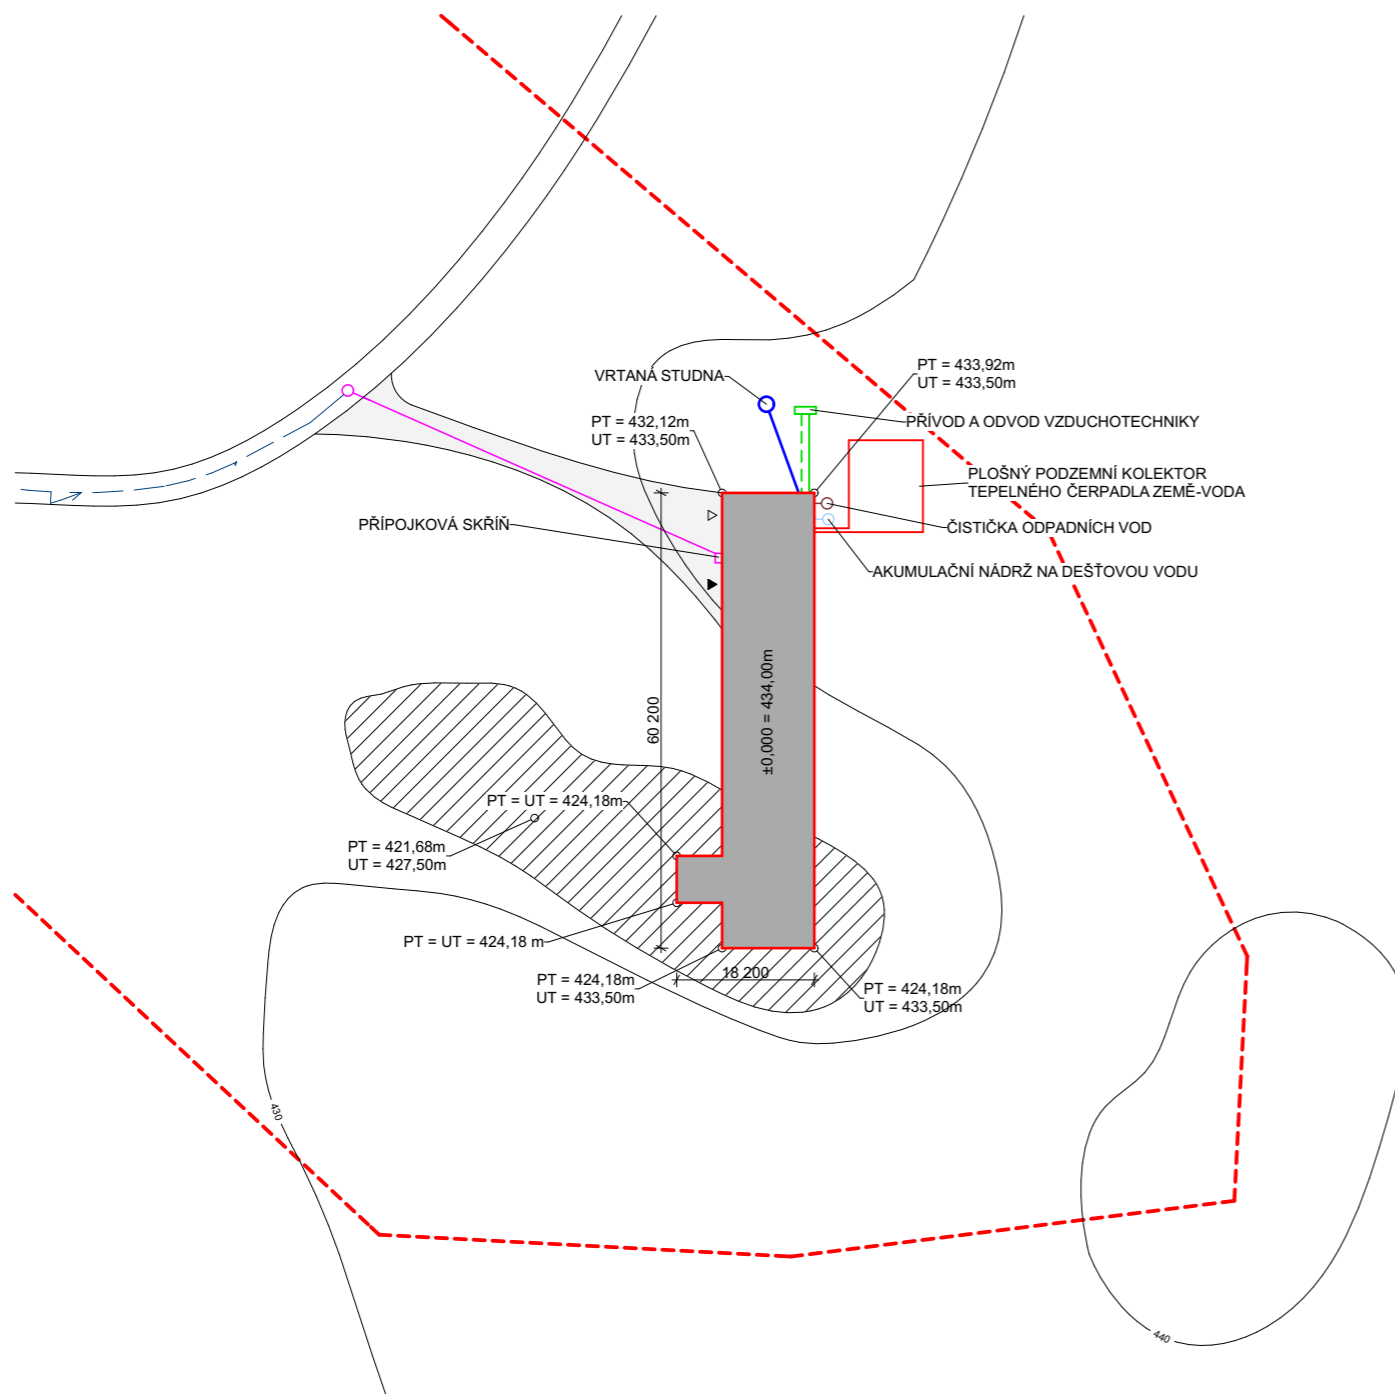 PT = 433,92m
UT = 433,50m
VRTANÁ STUDNA
PT = 432,12m
UT = 433,50m
PŘÍVOD A ODVOD VZDUCHOTECHNIKY
PLOŠNÝ PODZEMNÍ KOLEKTOR
TEPELNÉHO ČERPADLA ZEMĚ-VODA
PŘÍPOJKOVÁ SKŘÍŇ
ČISTIČKA ODPADNÍCH VOD
AKUMULAČNÍ NÁDRŽ NA DEŠŤOVOU VODU
60 200
±0,000 = 434,00m
PT = UT = 424,18m
PT = 421,68m
UT = 427,50m
PT = UT = 424,18 m
PT = 424,18m
UT = 433,50m
18 200
PT = 424,18m
UT = 433,50m
430
440